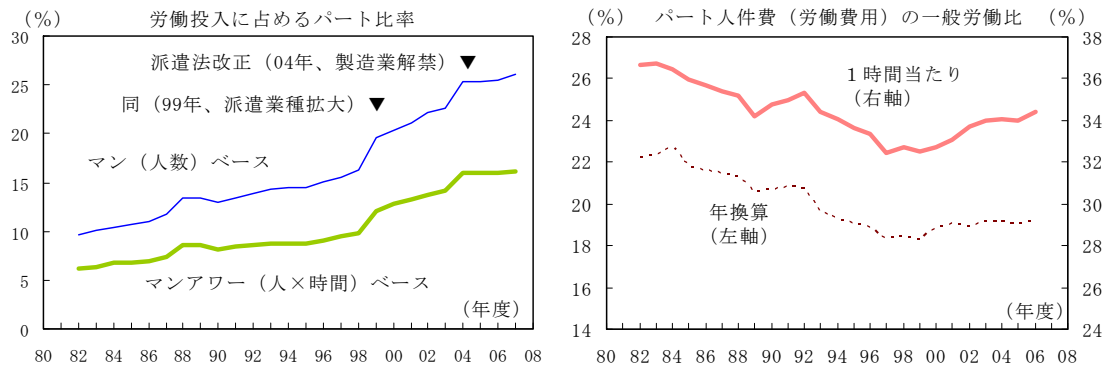 労働投入に占めるパート比率
(%)
30
25
20
15
10
5
0
派遣法改正（04年、製造業解禁）▼
同（99年、派遣業種拡大）▼
マン（人数）ベース
マンアワー（人×時間）ベース
(年度)
80 82 84 86 88 90 92 94 96 98 00 02 04 06 08
(%) パート人件費（労働費用）の一般労働比 (%)
28
26
24
22
20
18
16
14
１時間当たり
(右軸)
年換算
(左軸)
(年度)
38
36
34
32
30
28
26
24
80 82 84 86 88 90 92 94 96 98 00 02 04 06 08